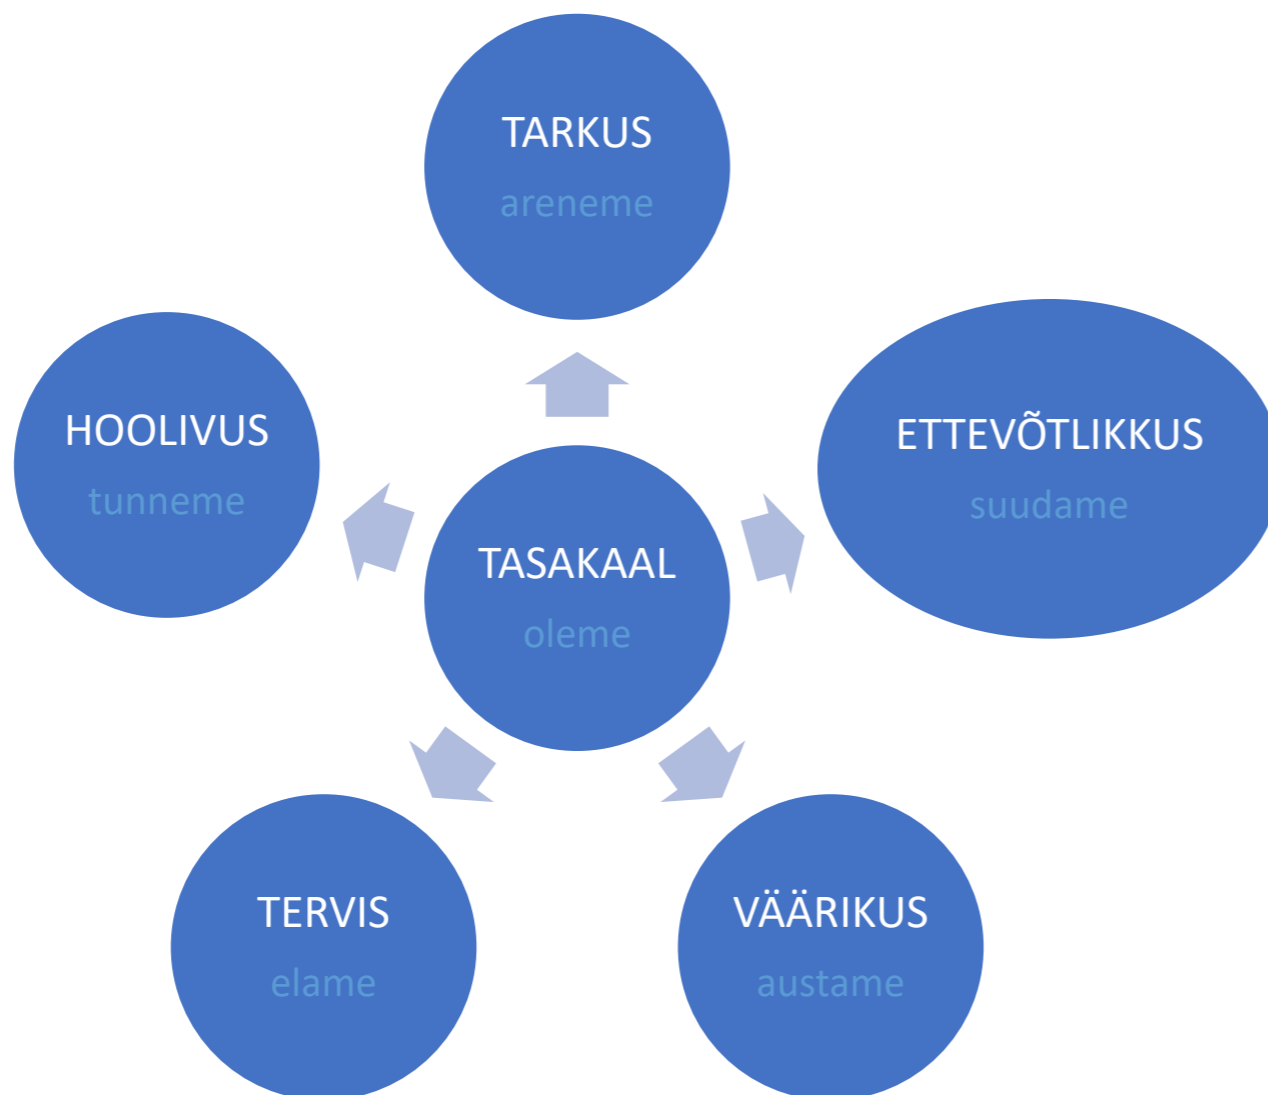 TARKUS
areneme
HOOLIVUS
tunneme
ETTEVÕTLIKKUS
suudame
TASAKAAL
oleme
TERVIS
elame
VÄÄRIKUS
austame